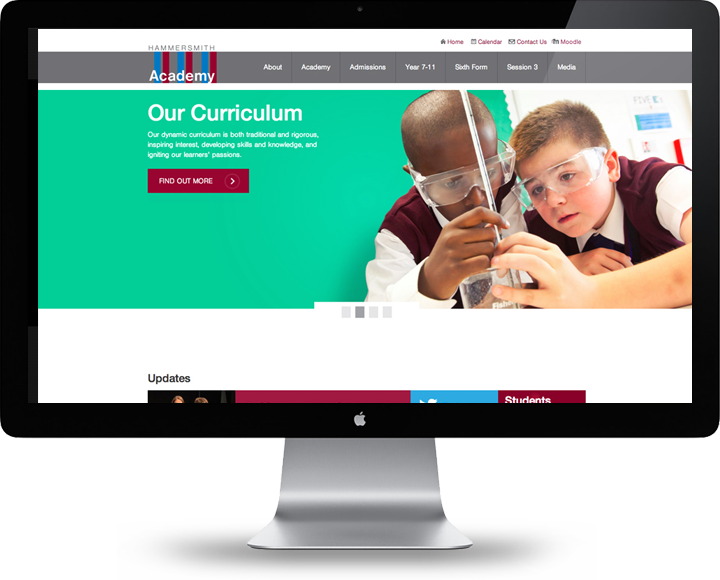 Home Calendar Contact Us Moodle
HAMMERSMITH
Academy
About Academy Admissions Year 7-11 Sixth Form Session 3 Media
Our Curriculum
Our dynamic curriculum is both traditional and rigorous,
inspiring interest, developing skills and knowledge, and
igniting our learners' passions.
FIND OUT MORE
Updates
Students